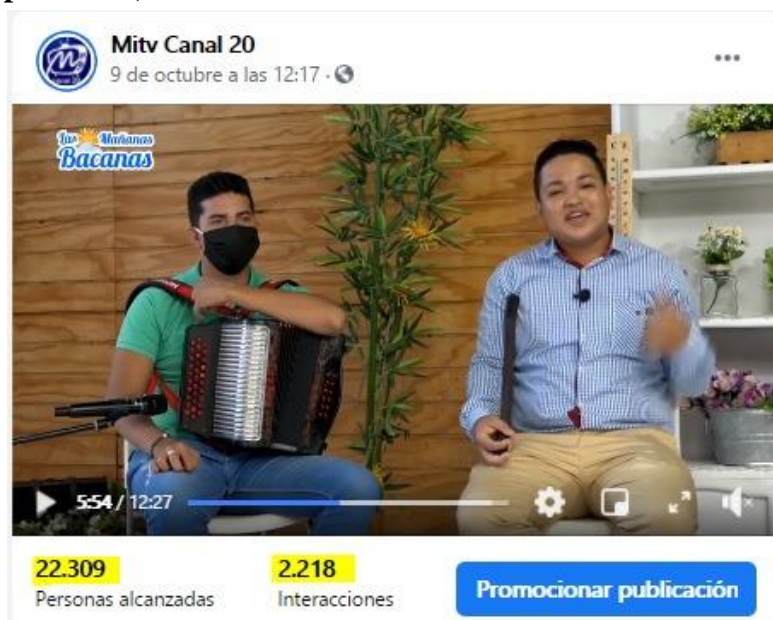 Mitv Canal 20
9 de octubre a las 12:17 ·
Las Mañanas
Bacanas
5:54 / 12:27
22.309
2.218
Personas alcanzadas
Interacciones
Promocionar publicación